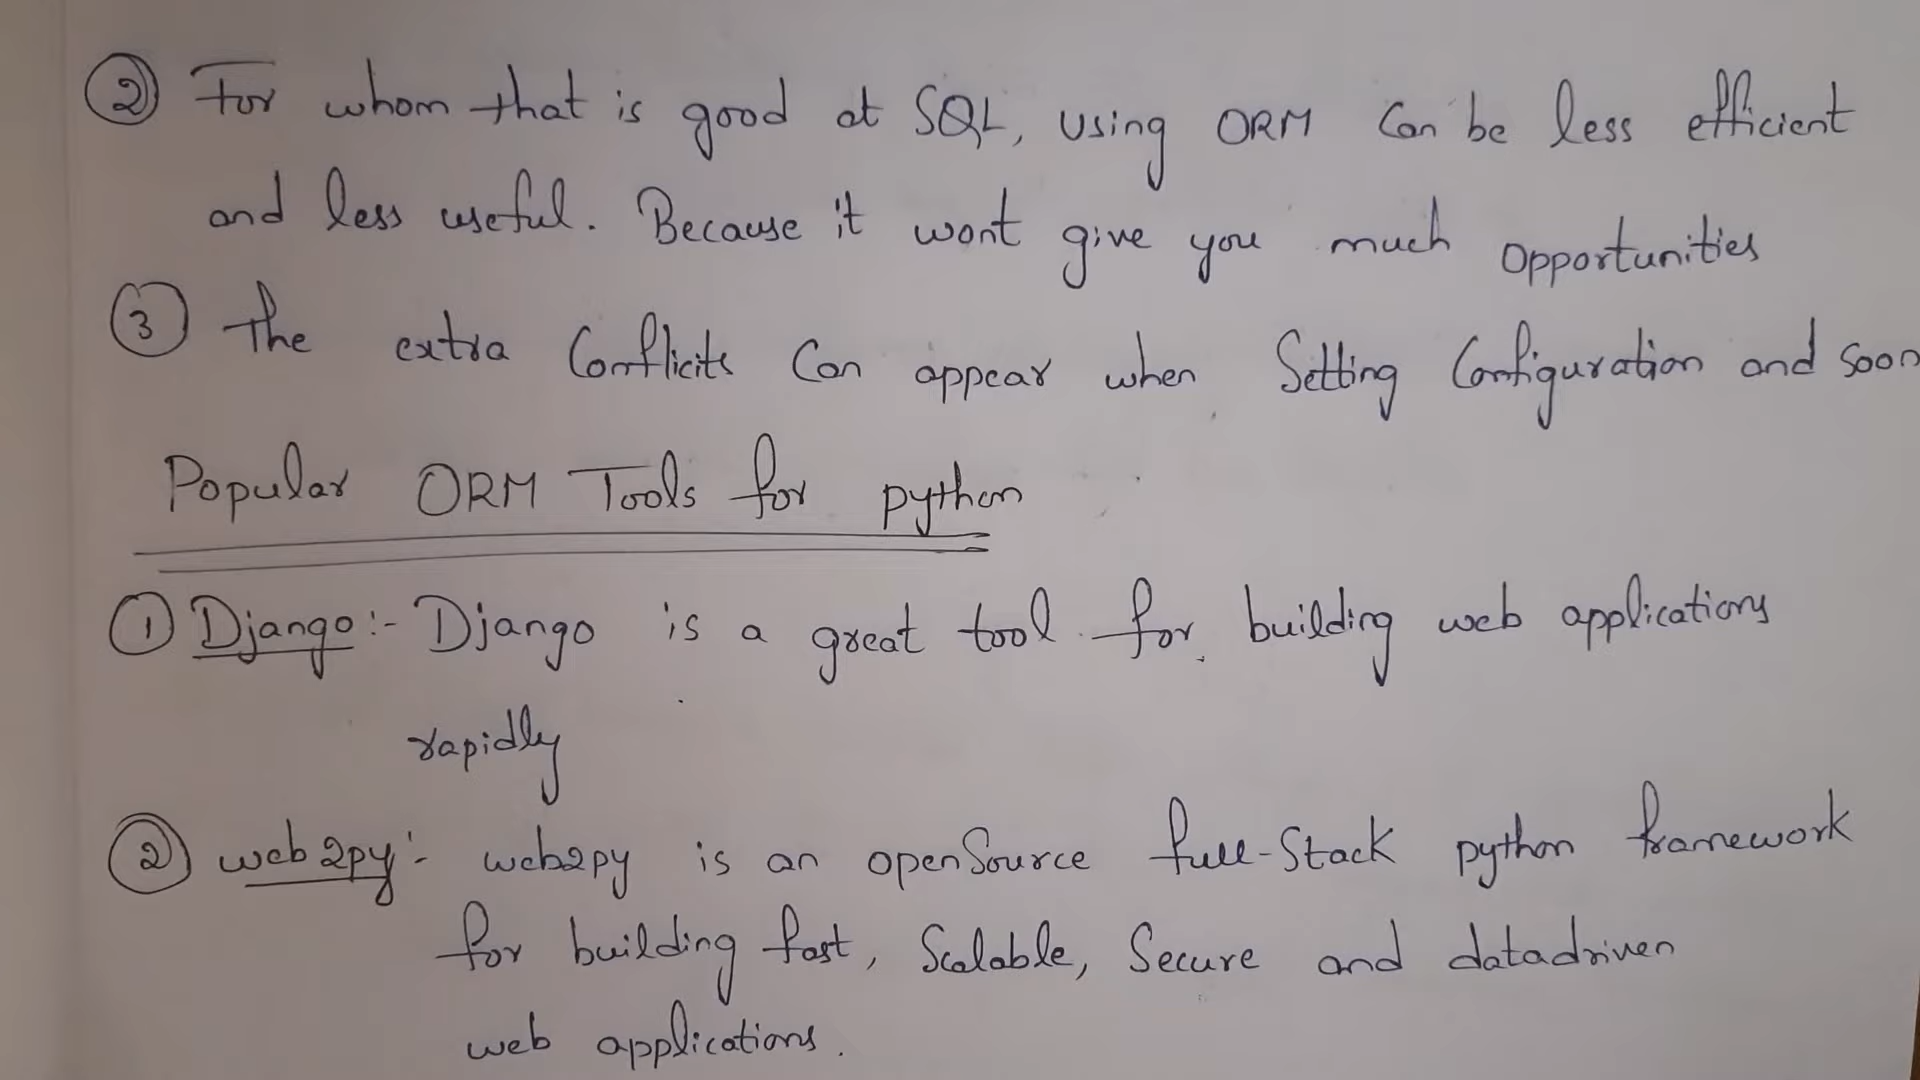 ② For whom that is good at SQL, using ORM can be less efficient
and less useful. Because it wont give you much opportunities
③ The extra Conflicits Can appear when Setting Configuration and soon
Popular ORM Tools for python
① Django:- Django is a great tool for building web applications
rapidly
② web2py:- web2py is an openSource full-Stack python framework
for building fast, Scalable, Secure and datadriven
web applications.